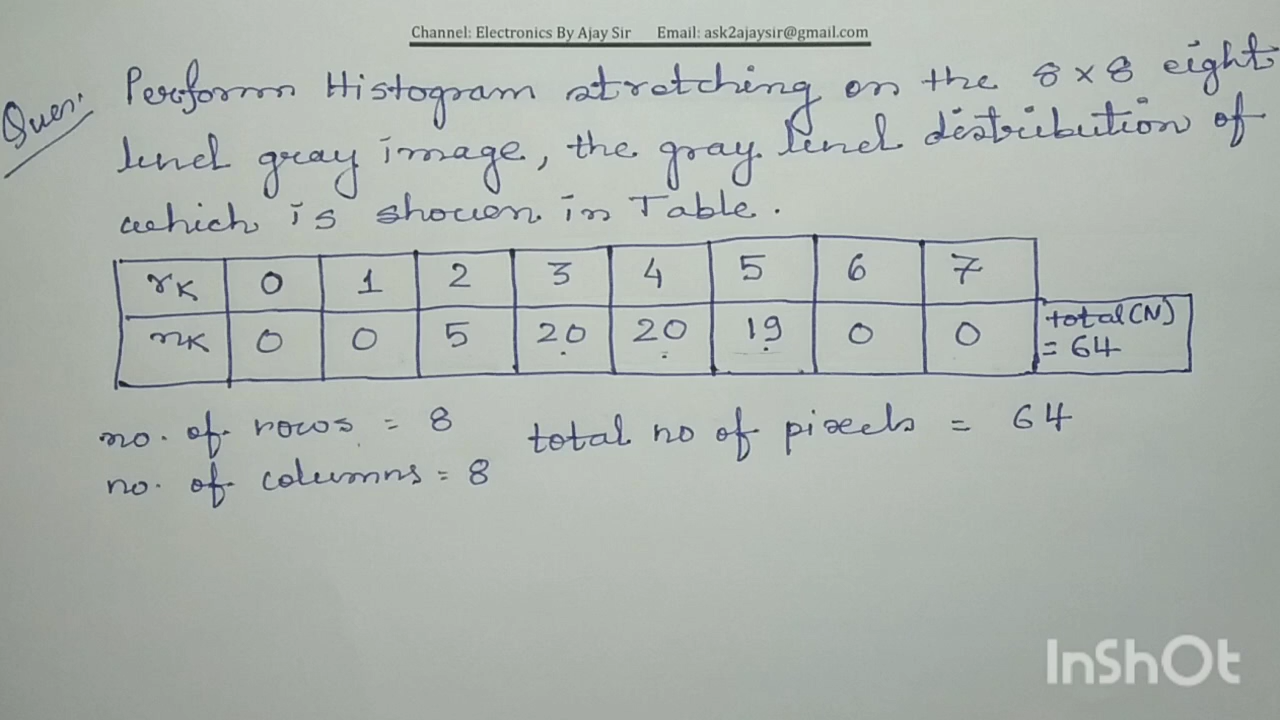 Channel: Electronics By Ajay Sir Email: ask2ajaysir@gmail.com
Ques: Perform Histogram stretching on the 8 × 8 eight
level gray image, the gray level distribution of
which is shown in Table.
rK 0 1 2 3 4 5 6 7
nK 0 0 5 20 20 19 0 0 total(N) = 64
no. of rows = 8 total no of pixels = 64
no. of columns = 8
InShOt